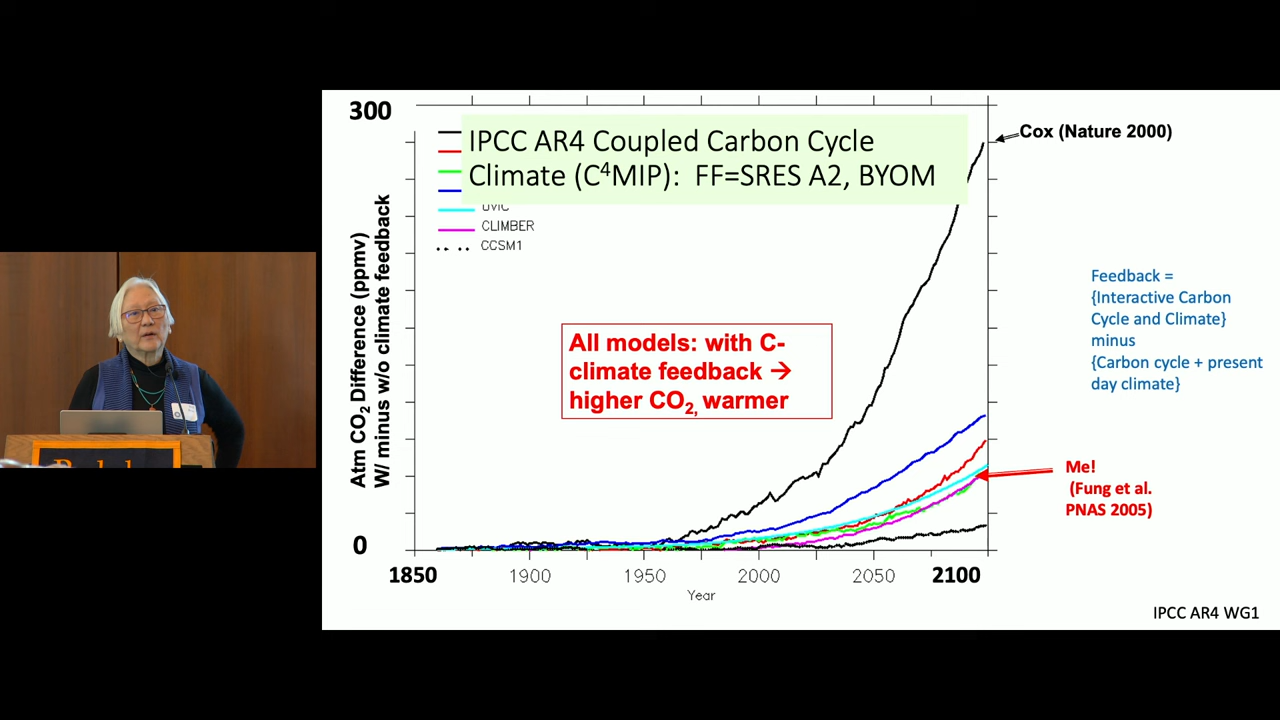 300
IPCC AR4 Coupled Carbon Cycle
Climate (C⁴MIP): FF=SRES A2, BYOM
UVIC
CLIMBER
CCSM1
Cox (Nature 2000)
Atm CO₂ Difference (ppmv)
W/ minus w/o climate feedback
All models: with C-
climate feedback →
higher CO₂, warmer
Feedback =
{Interactive Carbon
Cycle and Climate}
minus
{Carbon cycle + present
day climate}
Me!
(Fung et al.
PNAS 2005)
0
1850
1900
1950
2000
2050
2100
Year
IPCC AR4 WG1